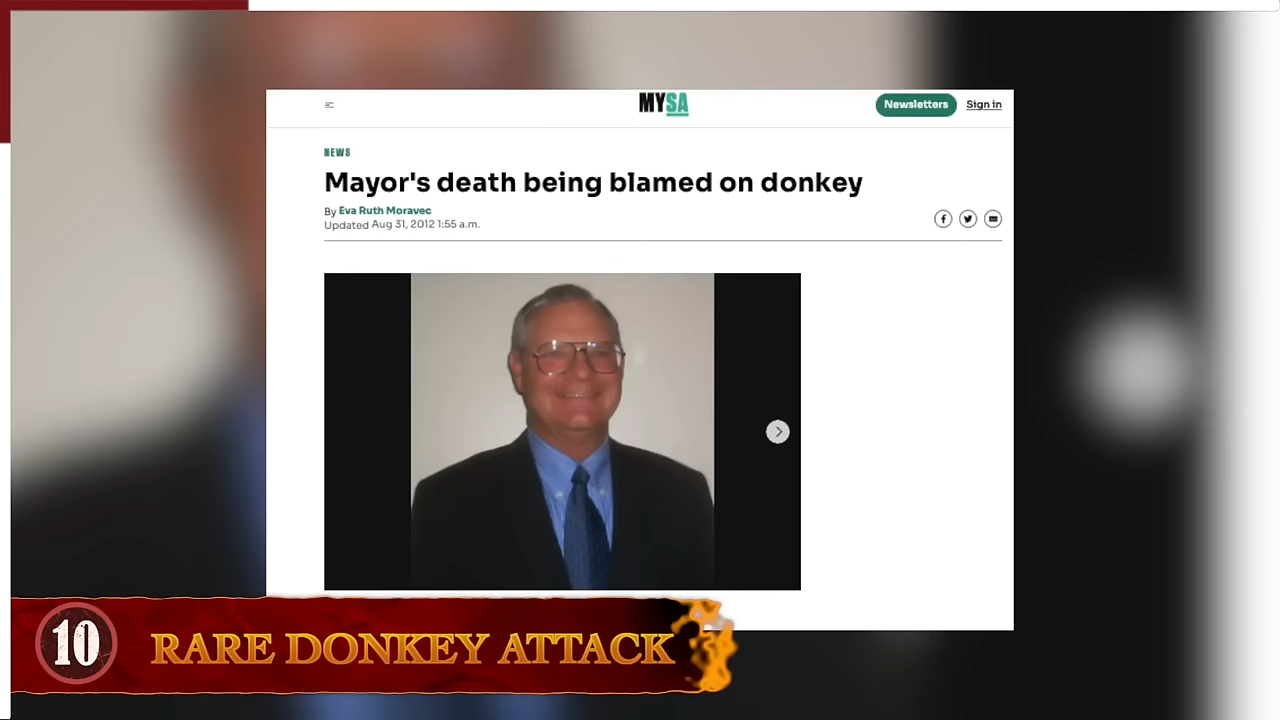 MYSA
Newsletters
Sign in
NEWS
Mayor's death being blamed on donkey
By Eva Ruth Moravec
Updated Aug 31, 2012 1:55 a.m.
10
RARE DONKEY ATTACK